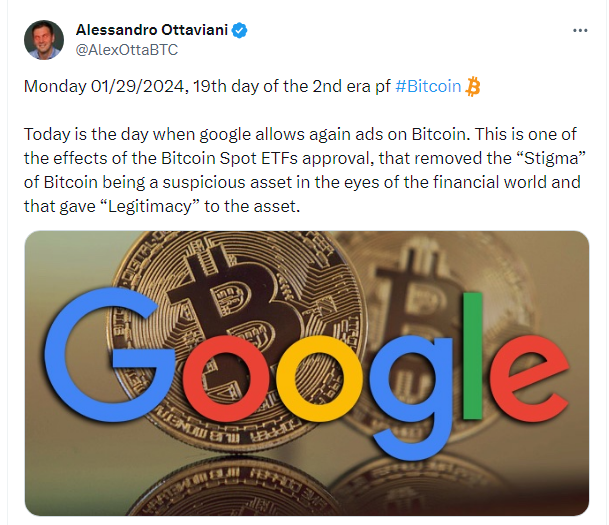 Alessandro Ottaviani
@AlexOttaBTC
Monday 01/29/2024, 19th day of the 2nd era pf #Bitcoin
Today is the day when google allows again ads on Bitcoin. This is one of
the effects of the Bitcoin Spot ETFs approval, that removed the “Stigma”
of Bitcoin being a suspicious asset in the eyes of the financial world and
that gave “Legitimacy” to the asset.
Google